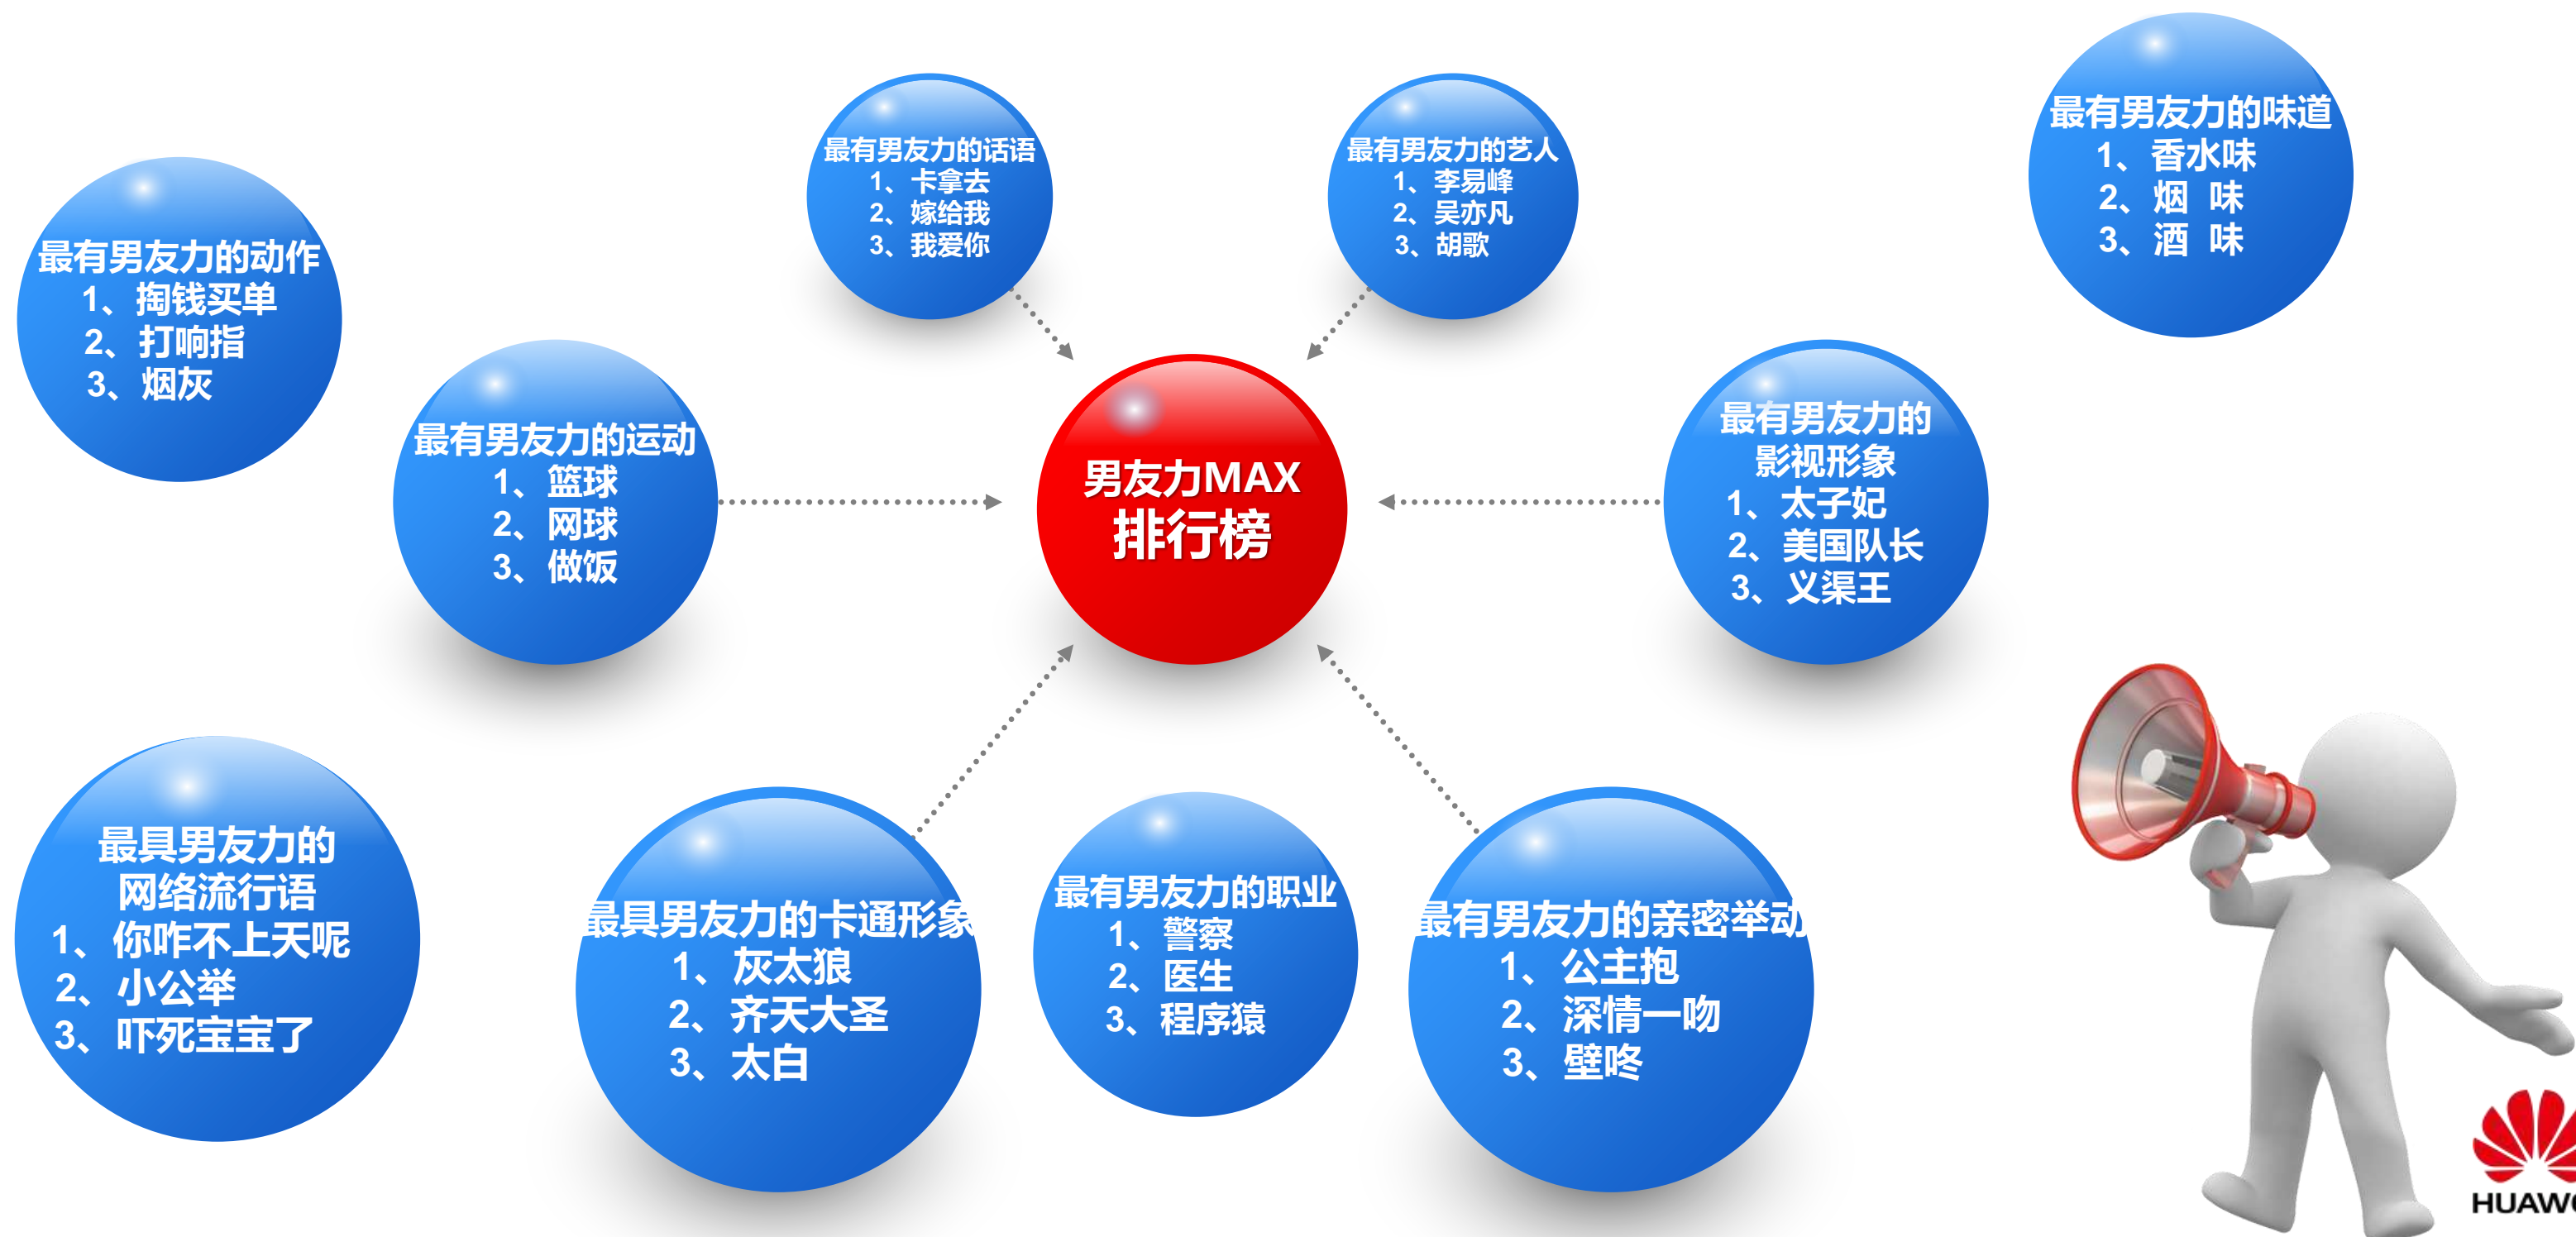 最有男友力的动作
1、掏钱买单
2、打响指
3、烟灰
最有男友力的话语
1、卡拿去
2、嫁给我
3、我爱你
最有男友力的艺人
1、李易峰
2、吴亦凡
3、胡歌
最有男友力的味道
1、香水味
2、烟 味
3、酒 味
最有男友力的运动
1、篮球
2、网球
3、做饭
男友力MAX
排行榜
最有男友力的
影视形象
1、太子妃
2、美国队长
3、义渠王
最具男友力的
网络流行语
1、你咋不上天呢
2、小公举
3、吓死宝宝了
最具男友力的卡通形象
1、灰太狼
2、齐天大圣
3、太白
最有男友力的职业
1、警察
2、医生
3、程序猿
最有男友力的亲密举动
1、公主抱
2、深情一吻
3、壁咚
HUAW